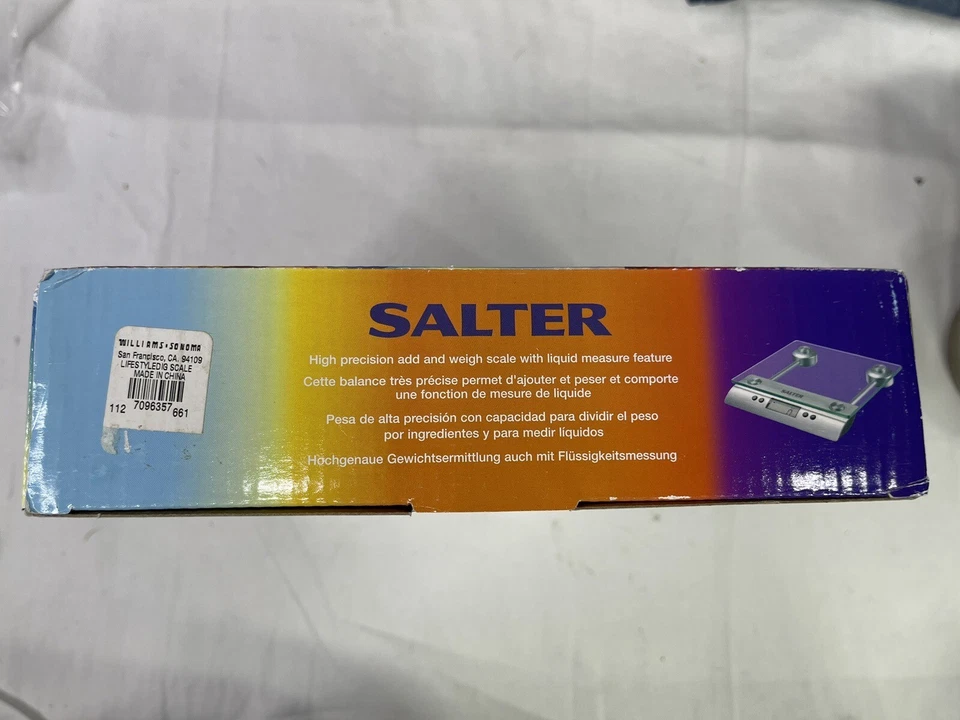 WILLIAMS-SONOMA
San Francisco, CA. 94109
LIFESTYLEDIG SCALE
MADE IN CHINA
112 7096357 661
SALTER
High precision add and weigh scale with liquid measure feature
Cette balance très précise permet d'ajouter et peser et comporte
une fonction de mesure de liquide
Pesa de alta precisión con capacidad para dividir el peso
por ingredientes y para medir líquidos
Hochgenaue Gewichtsermittlung auch mit Flüssigkeitsmessung
SALTER
0